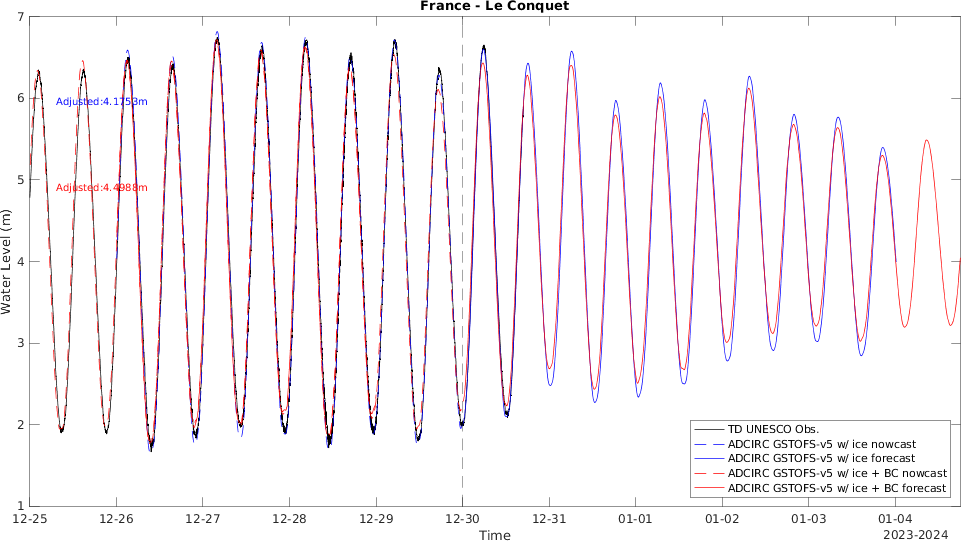 France - Le Conquet
7
6
5
4
3
2
1
Water Level (m)
Adjusted:4.1753m
Adjusted:4.4988m
TD UNESCO Obs.
ADCIRC GSTOFS-v5 w/ ice nowcast
ADCIRC GSTOFS-v5 w/ ice forecast
ADCIRC GSTOFS-v5 w/ ice + BC nowcast
ADCIRC GSTOFS-v5 w/ ice + BC forecast
12-25 12-26 12-27 12-28 12-29 12-30 12-31 01-01 01-02 01-03 01-04
Time
2023-2024